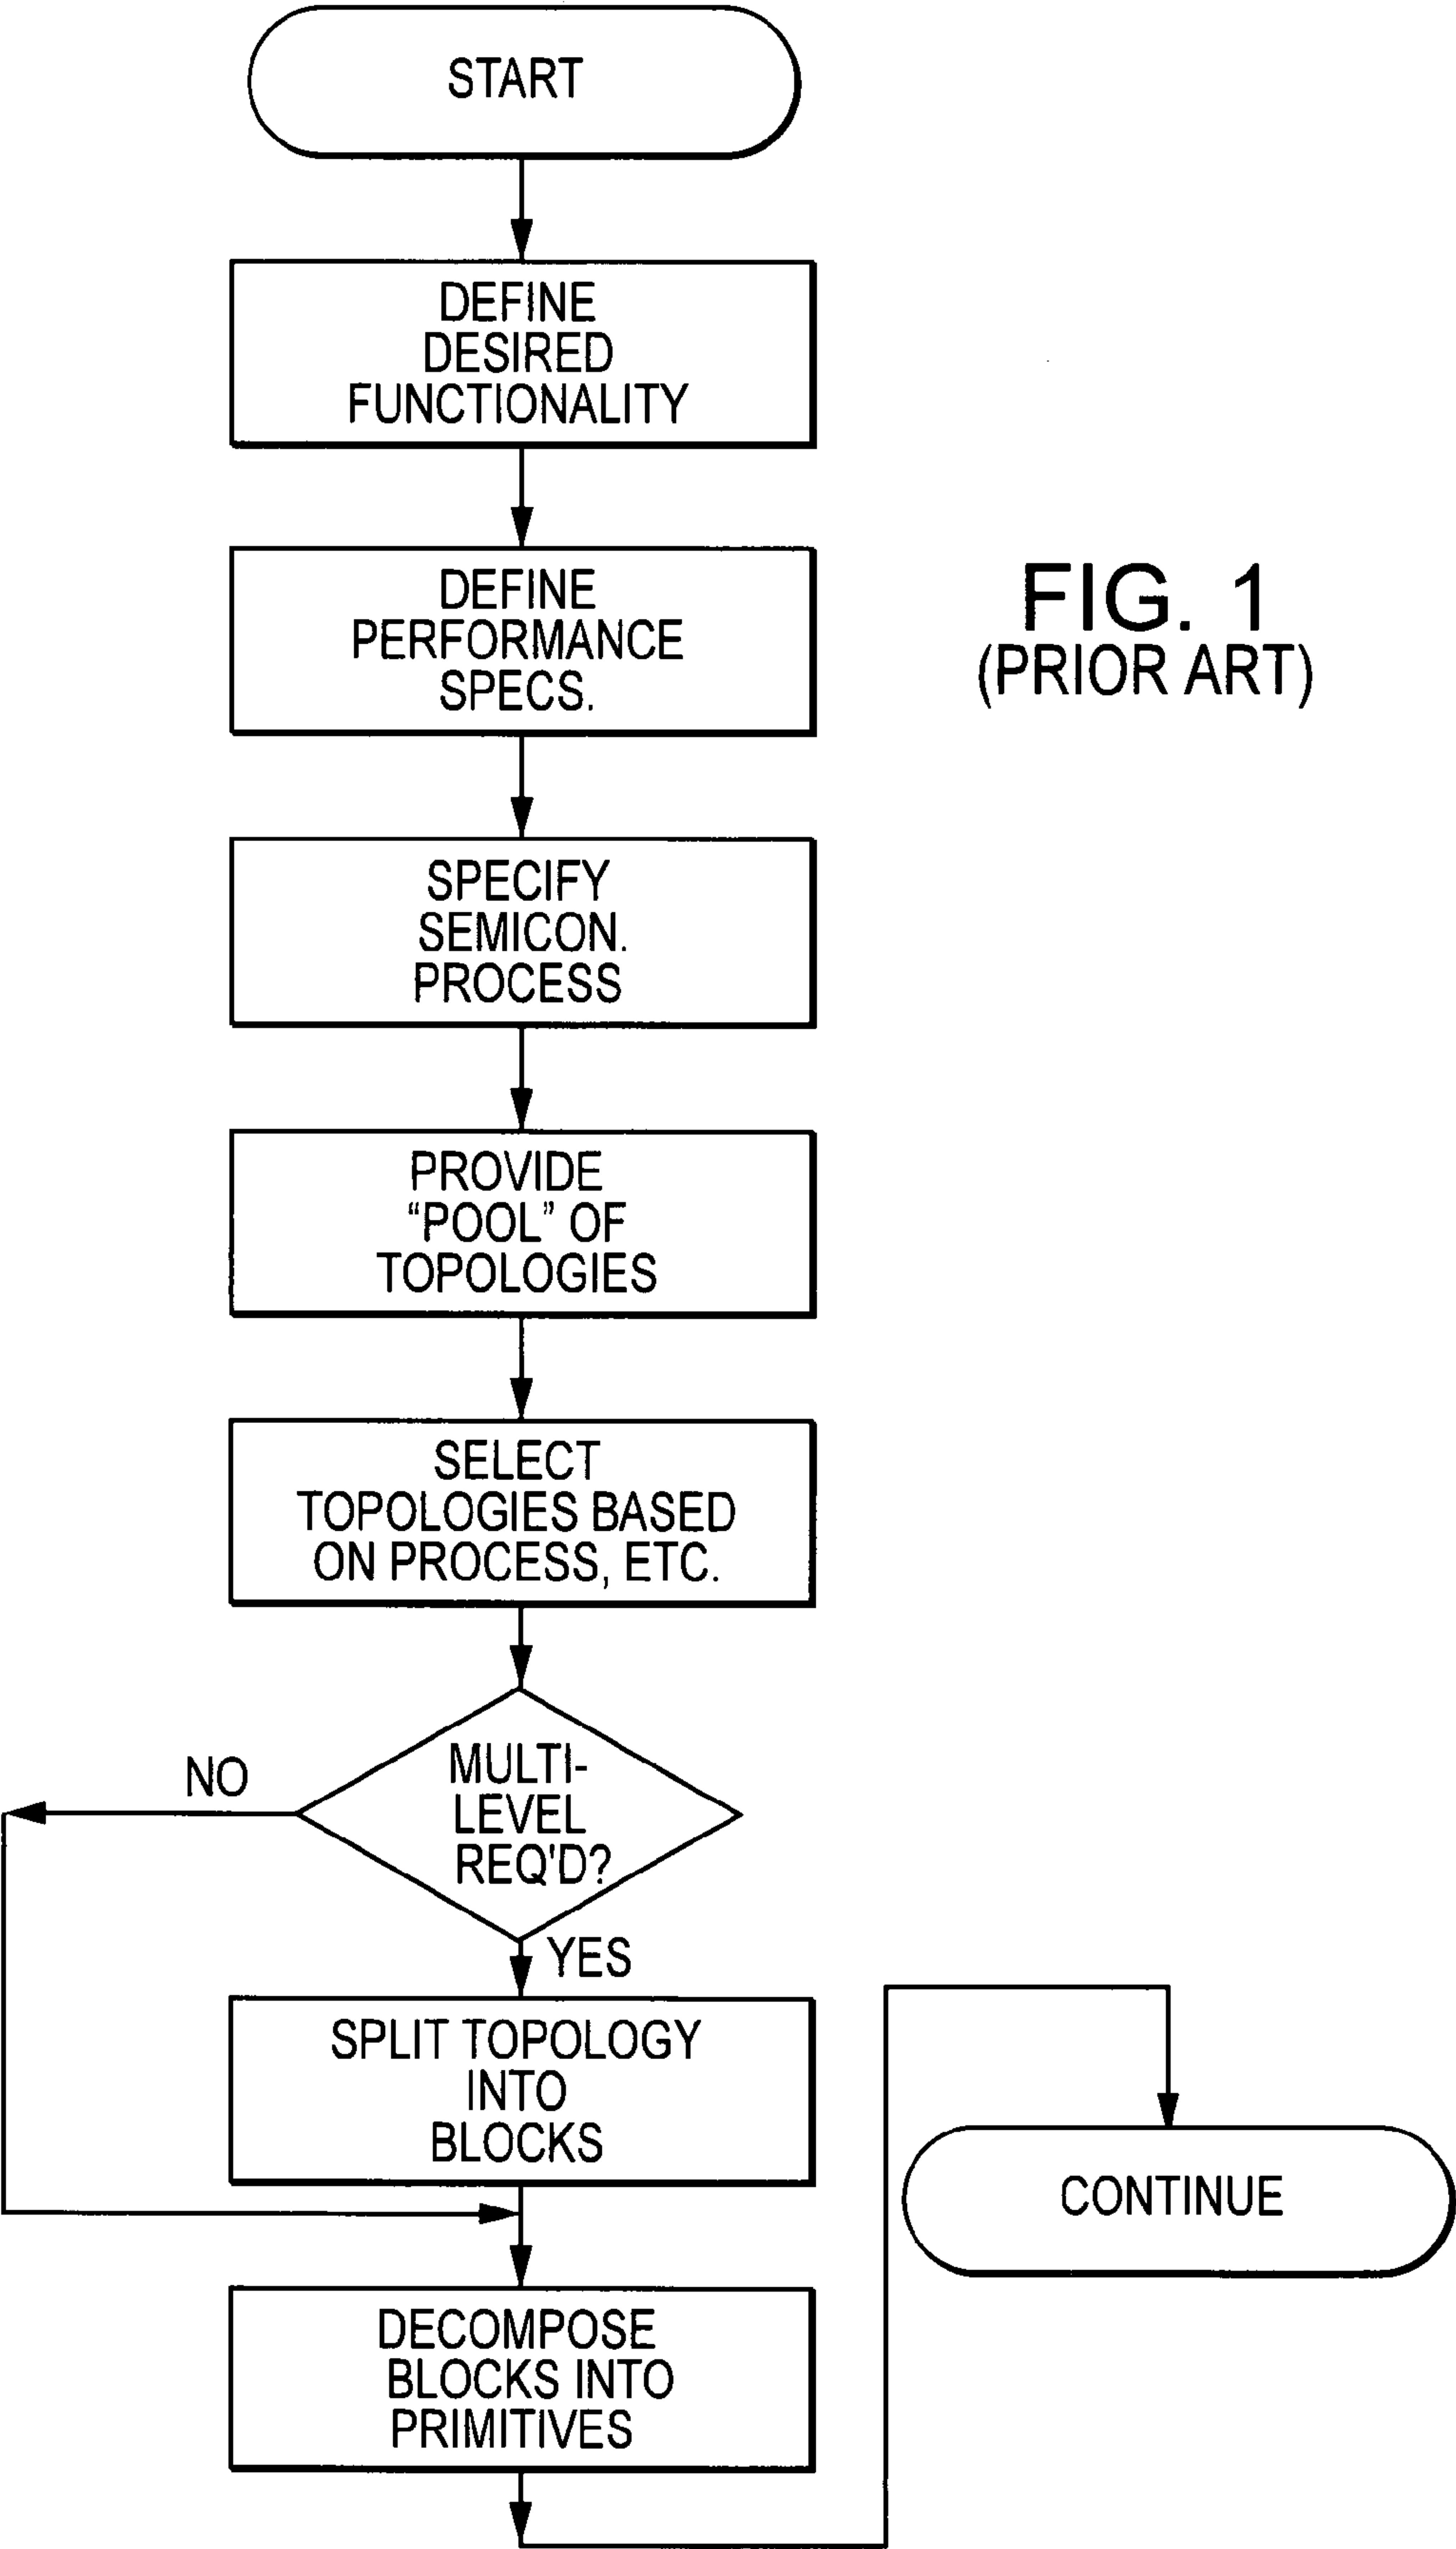 START
DEFINE
DESIRED
FUNCTIONALITY
DEFINE
PERFORMANCE
SPECS.
FIG. 1
(PRIOR ART)
SPECIFY
SEMICON.
PROCESS
PROVIDE
“POOL” OF
TOPOLOGIES
SELECT
TOPOLOGIES BASED
ON PROCESS, ETC.
MULTI-
LEVEL
REQ'D?
NO
YES
SPLIT TOPOLOGY
INTO
BLOCKS
DECOMPOSE
BLOCKS INTO
PRIMITIVES
CONTINUE